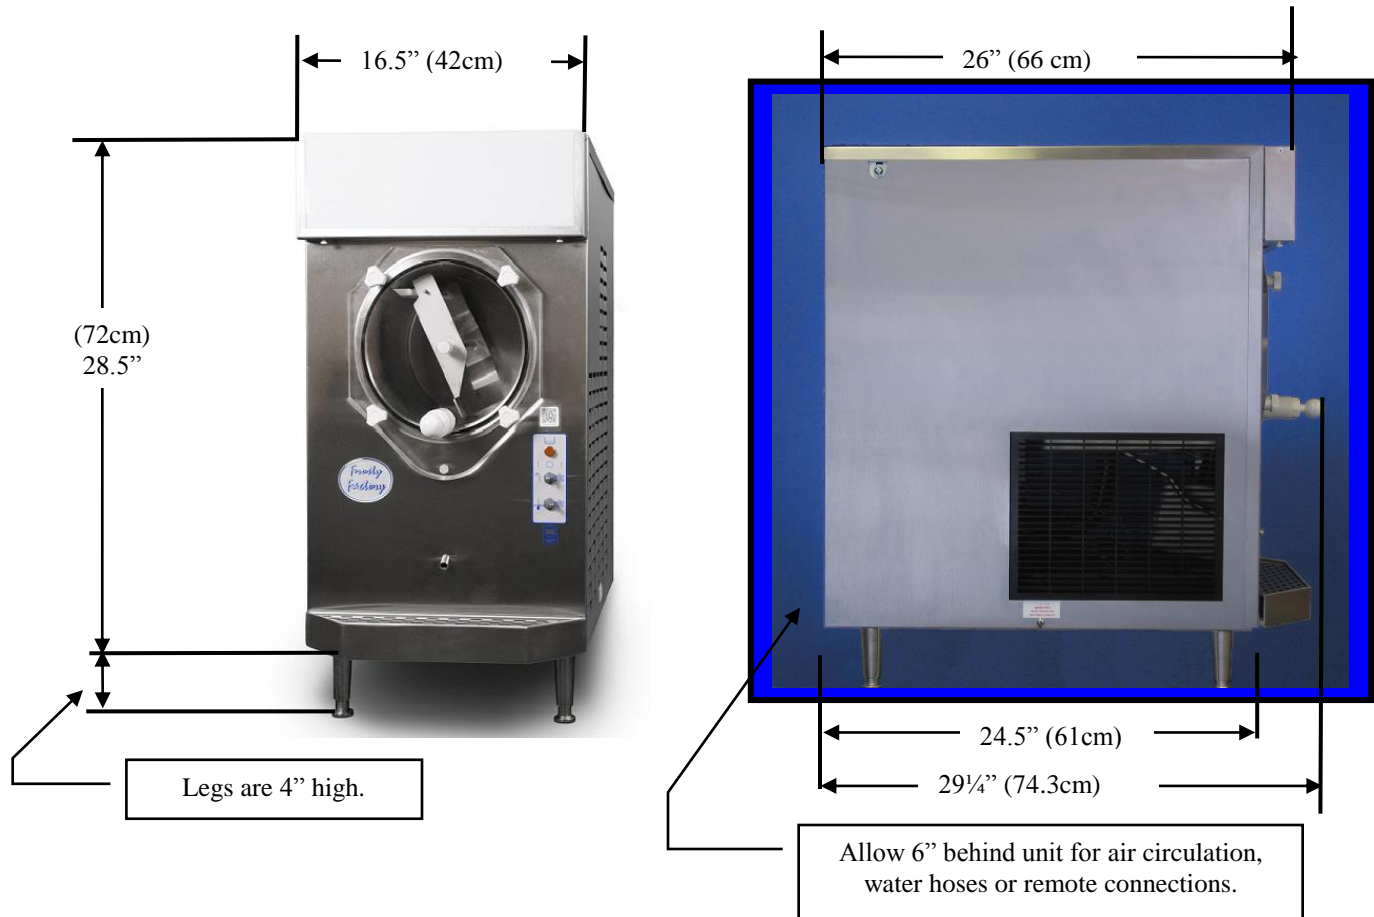 16.5” (42cm)
26” (66 cm)
(72cm)
28.5”
Frosty
Factory
24.5” (61cm)
29¼” (74.3cm)
Legs are 4” high.
Allow 6” behind unit for air circulation,
water hoses or remote connections.